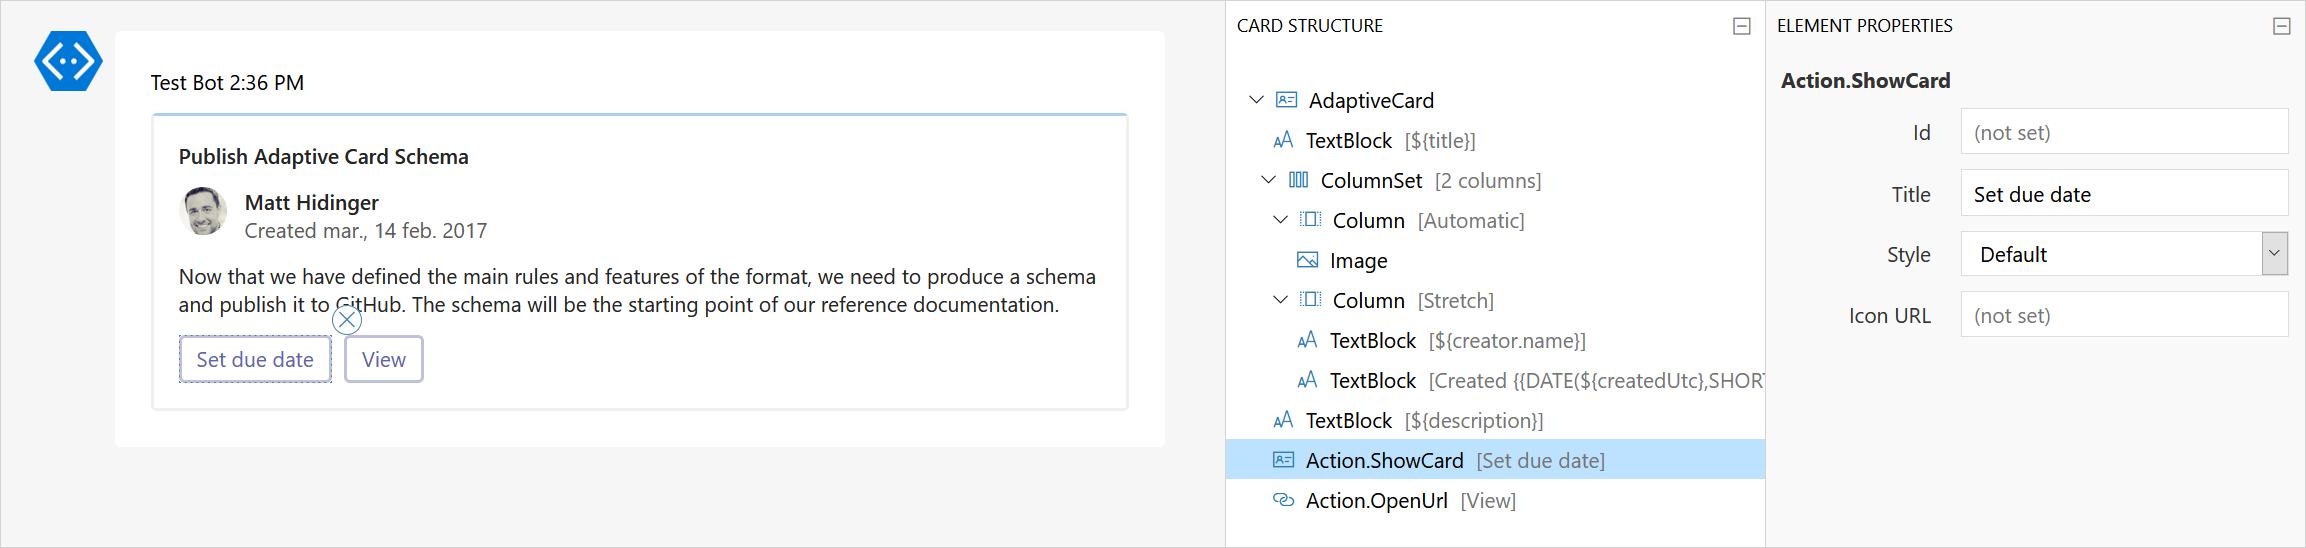 Test Bot 2:36 PM
Publish Adaptive Card Schema
Matt Hidinger
Created mar., 14 feb. 2017
Now that we have defined the main rules and features of the format, we need to produce a schema
and publish it to GitHub. The schema will be the starting point of our reference documentation.
Set due date
View
CARD STRUCTURE
AdaptiveCard
TextBlock [${title}]
ColumnSet [2 columns]
Column [Automatic]
Image
Column [Stretch]
TextBlock [${creator.name}]
TextBlock [Created {{DATE(${createdUtc},SHORT
TextBlock [${description}]
Action.ShowCard [Set due date]
Action.OpenUrl [View]
ELEMENT PROPERTIES
Action.ShowCard
Id (not set)
Title Set due date
Style Default
Icon URL (not set)